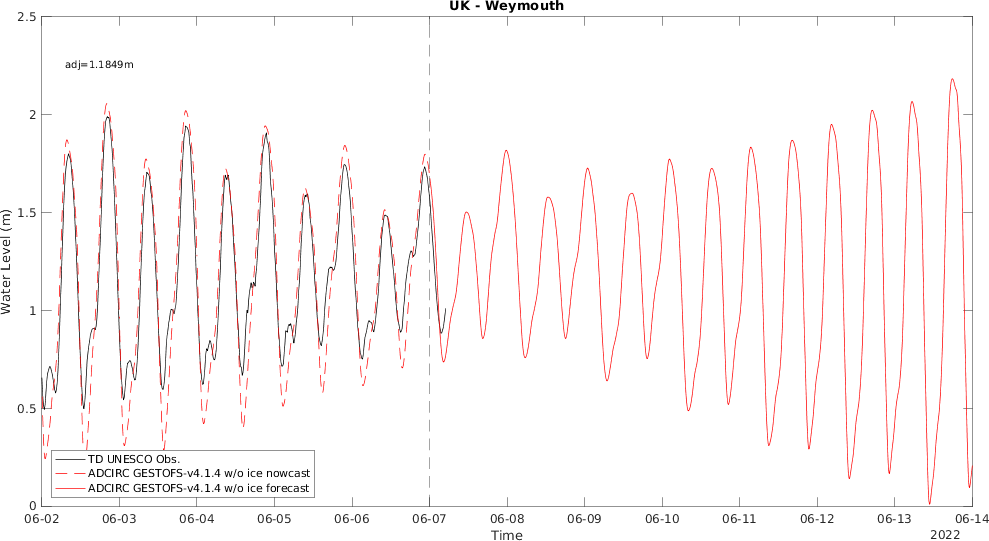 UK - Weymouth
2.5
adj=1.1849m
2
1.5
Water Level (m)
1
0.5
TD UNESCO Obs.
ADCIRC GESTOFS-v4.1.4 w/o ice nowcast
ADCIRC GESTOFS-v4.1.4 w/o ice forecast
0
06-02 06-03 06-04 06-05 06-06 06-07 06-08 06-09 06-10 06-11 06-12 06-13 06-14
Time
2022